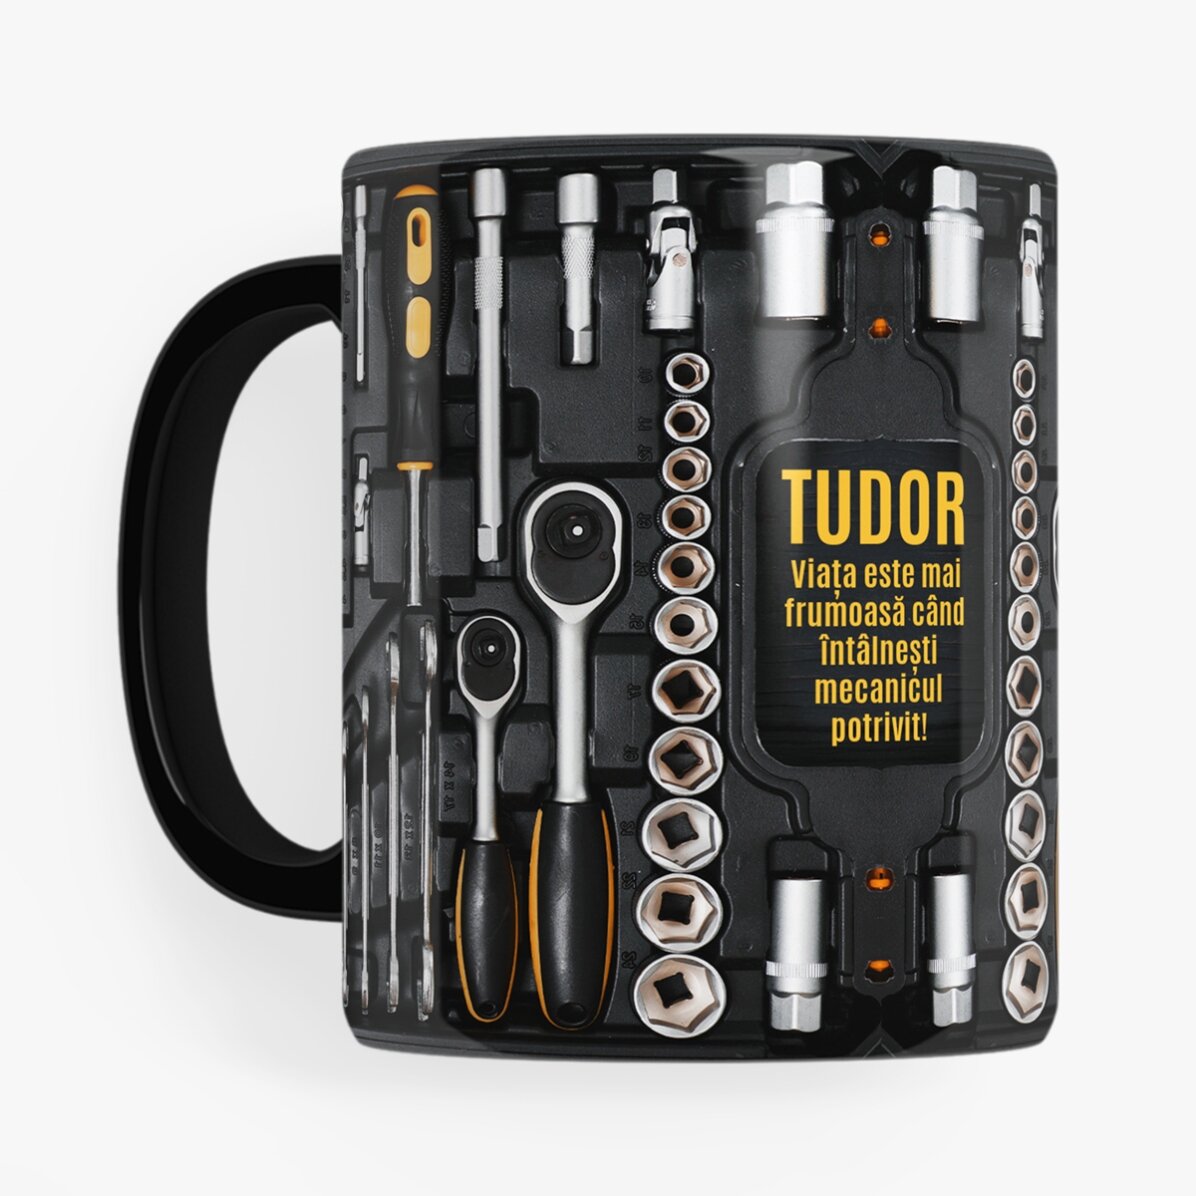 TUDOR
Viața este mai
frumoasă când
întâlnești
mecanicul
potrivit!